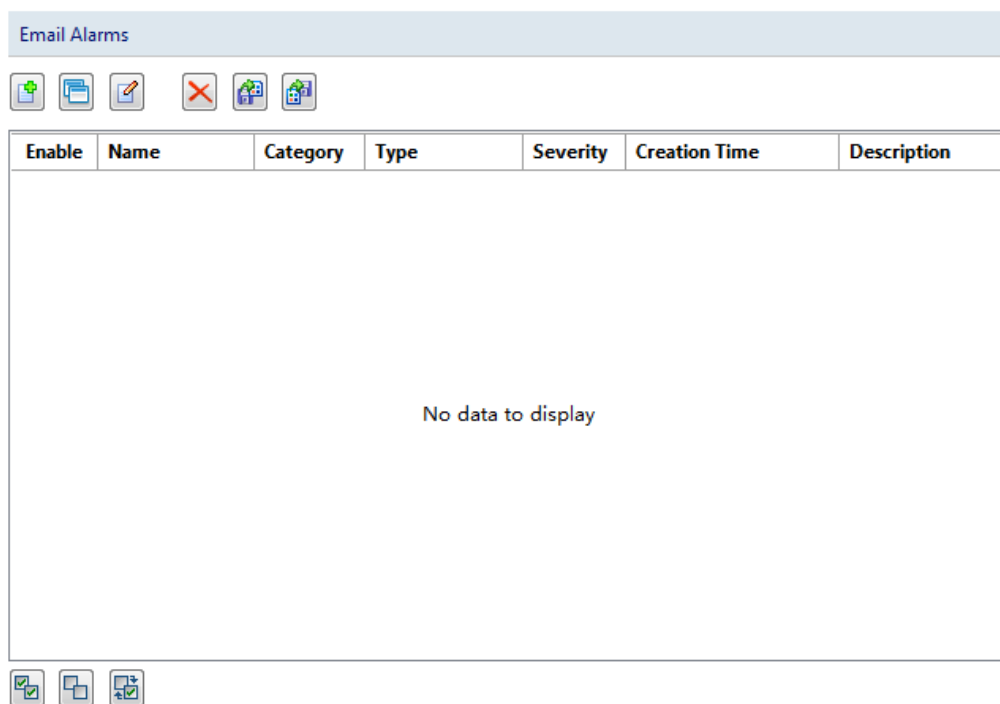 Email Alarms
Enable Name Category Type Severity Creation Time Description
No data to display